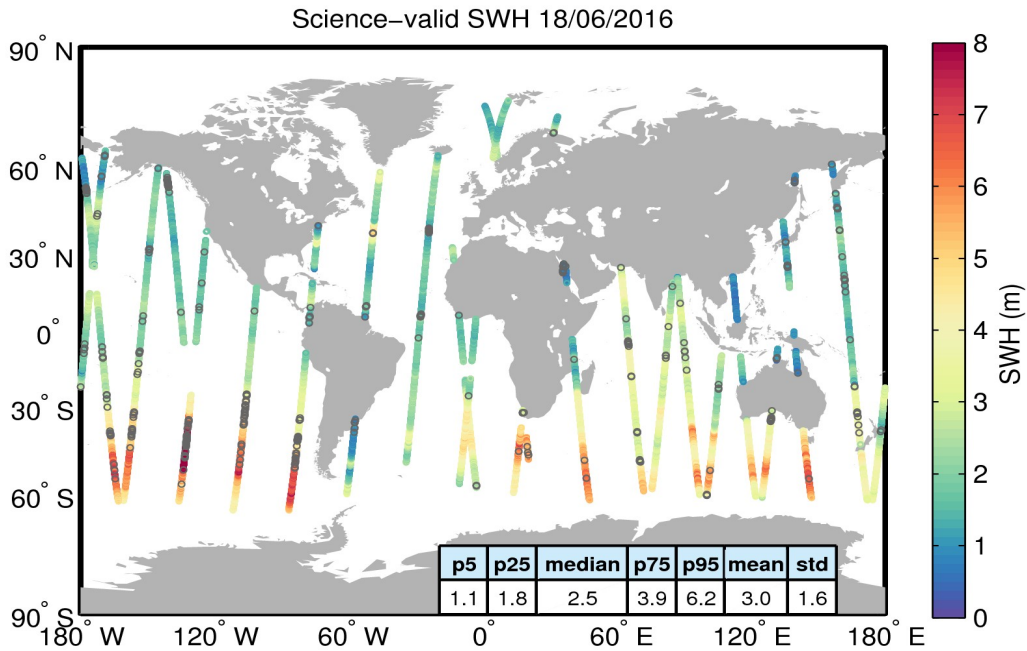 Science−valid SWH 18/06/2016
90° N
60° N
30° N
0°
30° S
60° S
90° S
180° W
120° W
60° W
0°
60° E
120° E
180° E
p5 p25 median p75 p95 mean std
1.1 1.8 2.5 3.9 6.2 3.0 1.6
8
7
6
5
4
3
2
1
0
SWH (m)